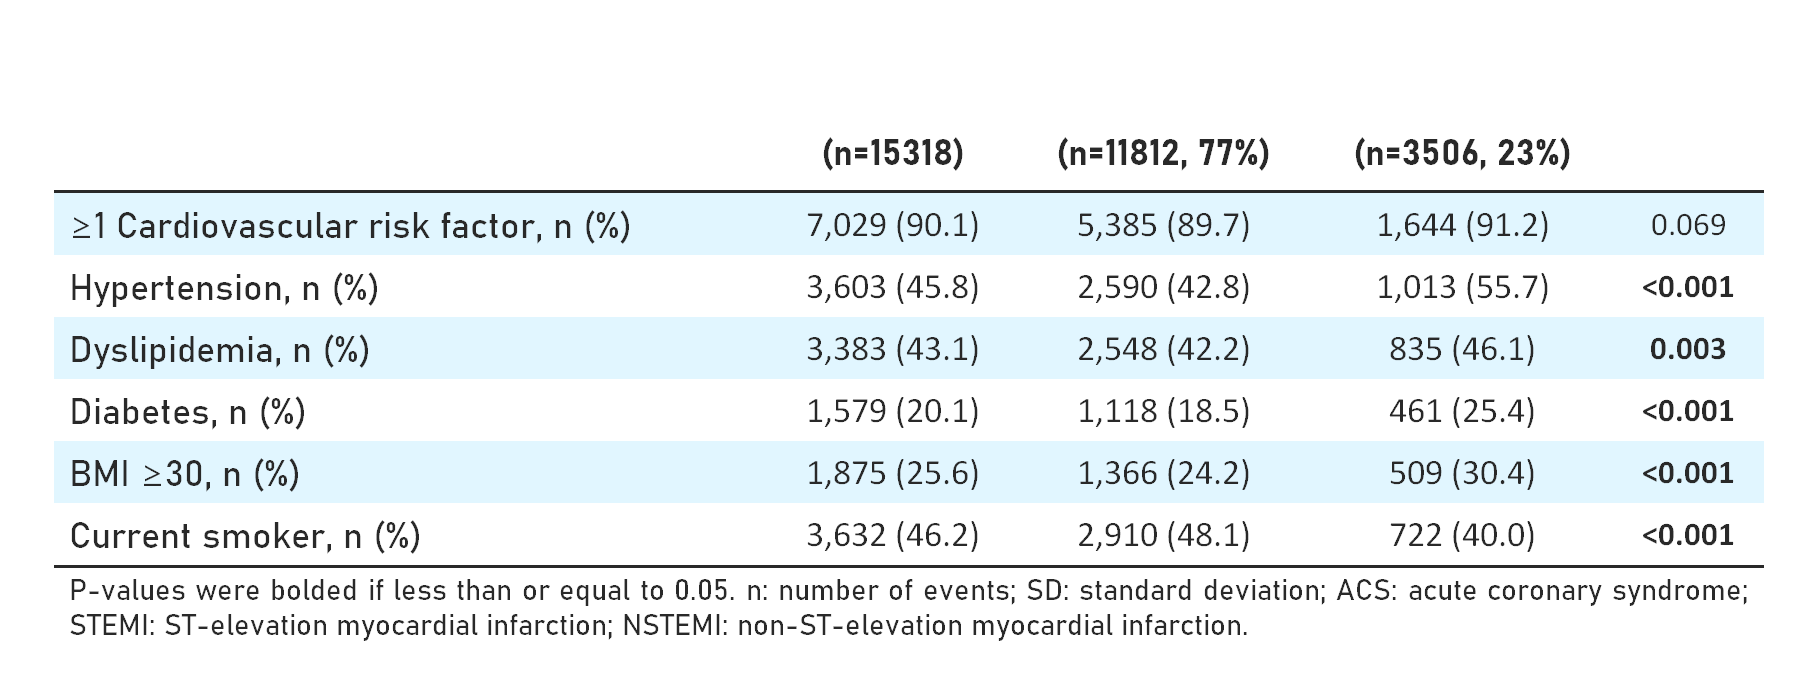 (n=15318) (n=11812, 77%) (n=3506, 23%)
≥1 Cardiovascular risk factor, n (%) 7,029 (90.1) 5,385 (89.7) 1,644 (91.2) 0.069
Hypertension, n (%) 3,603 (45.8) 2,590 (42.8) 1,013 (55.7) <0.001
Dyslipidemia, n (%) 3,383 (43.1) 2,548 (42.2) 835 (46.1) 0.003
Diabetes, n (%) 1,579 (20.1) 1,118 (18.5) 461 (25.4) <0.001
BMI ≥30, n (%) 1,875 (25.6) 1,366 (24.2) 509 (30.4) <0.001
Current smoker, n (%) 3,632 (46.2) 2,910 (48.1) 722 (40.0) <0.001
P-values were bolded if less than or equal to 0.05. n: number of events; SD: standard deviation; ACS: acute coronary syndrome;
STEMI: ST-elevation myocardial infarction; NSTEMI: non-ST-elevation myocardial infarction.